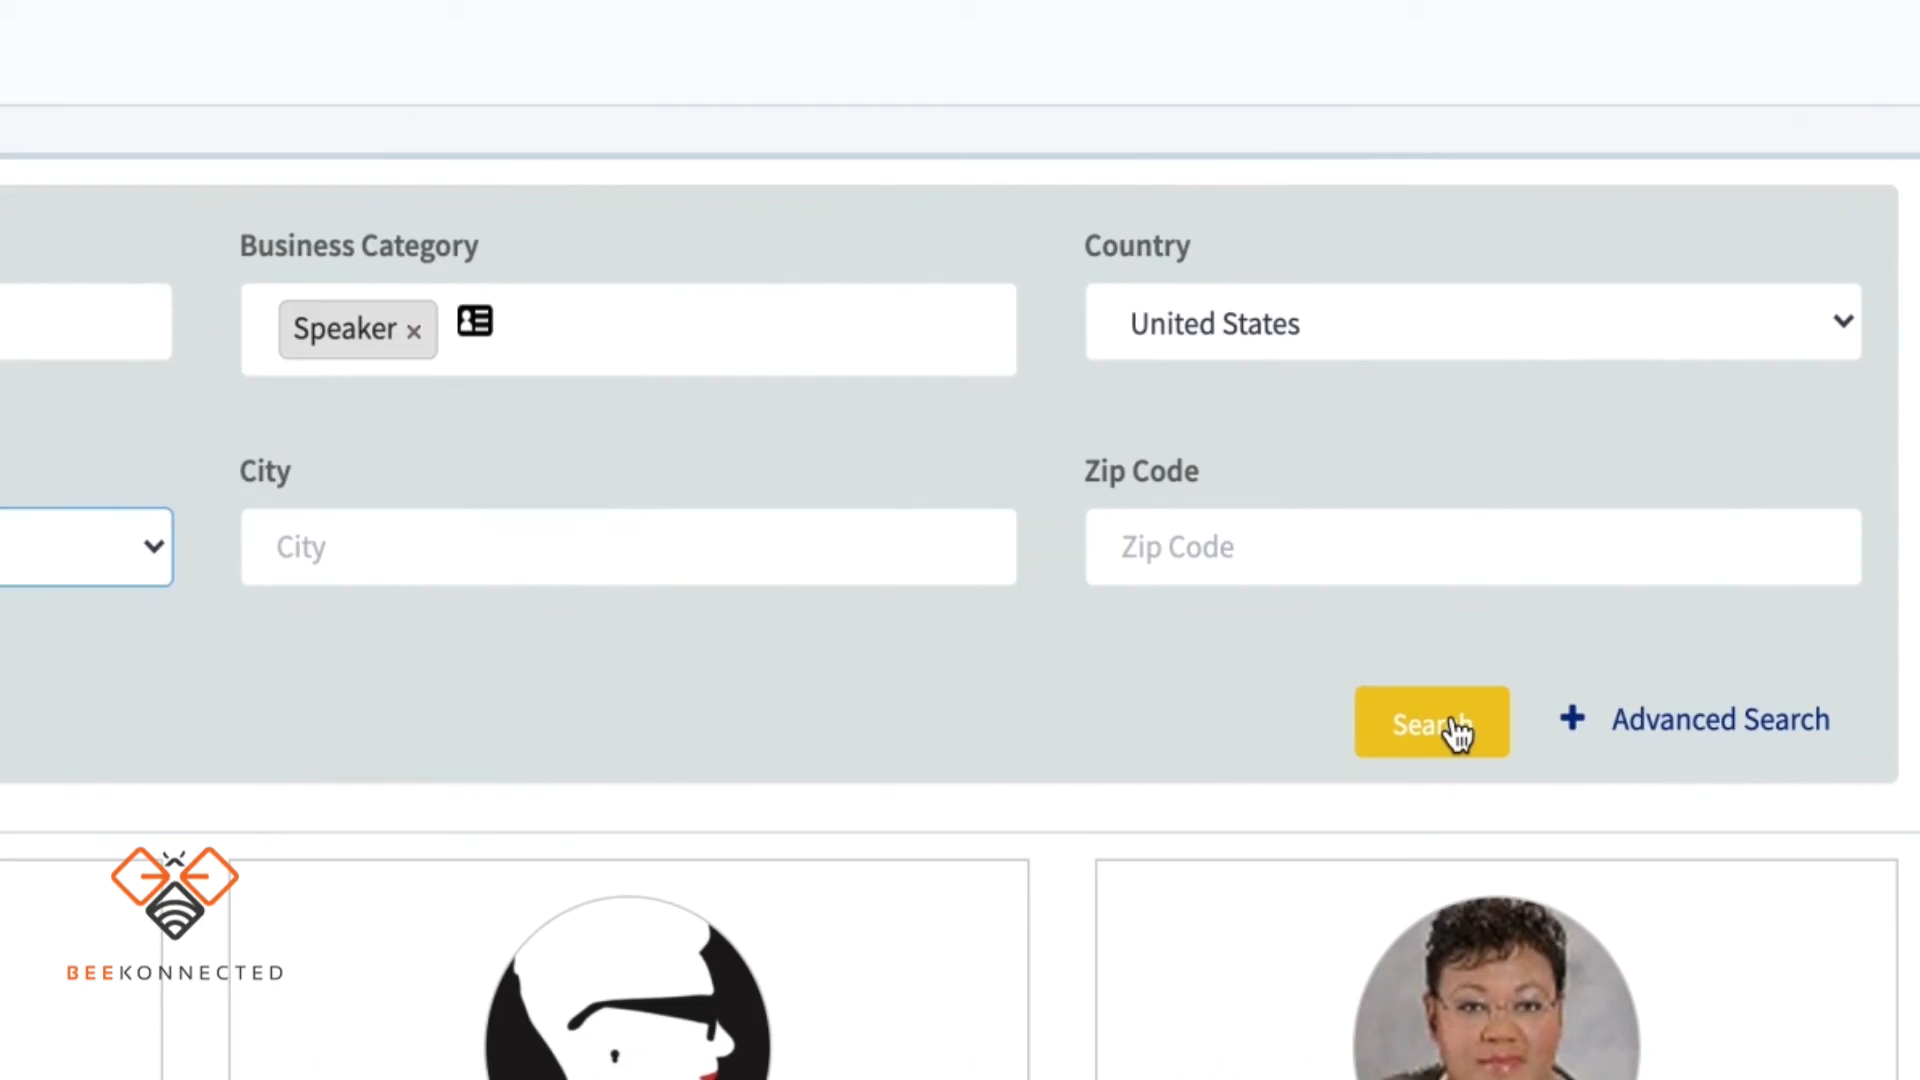 Business Category
Country
Speaker ×
United States
City
Zip Code
City
Zip Code
Search
Advanced Search
BEEKONNECTED